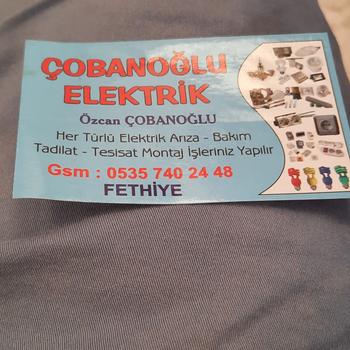 ÇOBANOĞLU
ELEKTRİK
Özcan ÇOBANOĞLU
Her Türlü Elektrik Arıza - Bakım
Tadilat - Tesisat Montaj İşleriniz Yapılır
Gsm : 0535 740 24 48
FETHİYE